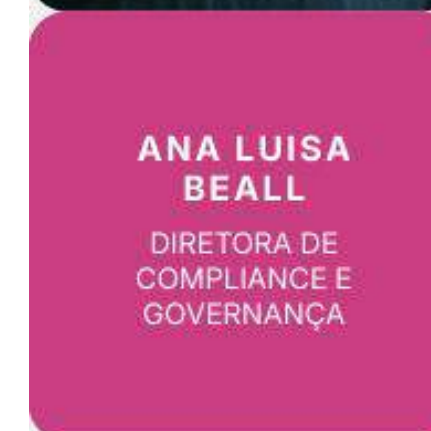 ANA LUISA
BEALL
DIRETORA DE
COMPLIANCE E
GOVERNANÇA